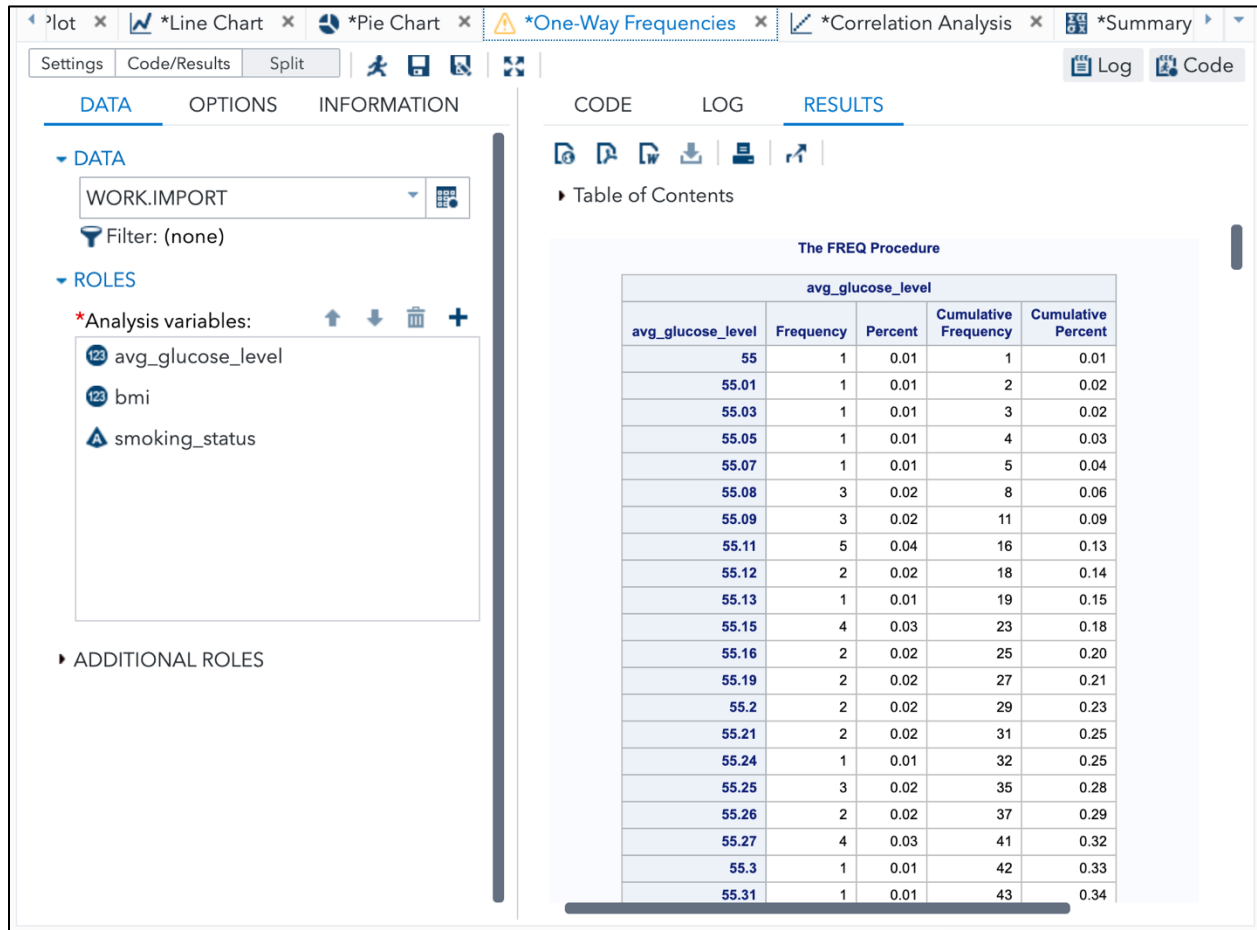 Plot × *Line Chart × *Pie Chart × *One-Way Frequencies × *Correlation Analysis × *Summary
Settings Code/Results Split Log Code
DATA OPTIONS INFORMATION
DATA
WORK.IMPORT
Filter: (none)
ROLES
*Analysis variables:
123 avg_glucose_level
123 bmi
A smoking_status
ADDITIONAL ROLES
CODE LOG RESULTS
Table of Contents
The FREQ Procedure
avg_glucose_level
avg_glucose_level Frequency Percent Cumulative Frequency Cumulative Percent
55 1 0.01 1 0.01
55.01 1 0.01 2 0.02
55.03 1 0.01 3 0.02
55.05 1 0.01 4 0.03
55.07 1 0.01 5 0.04
55.08 3 0.02 8 0.06
55.09 3 0.02 11 0.09
55.11 5 0.04 16 0.13
55.12 2 0.02 18 0.14
55.13 1 0.01 19 0.15
55.15 4 0.03 23 0.18
55.16 2 0.02 25 0.20
55.19 2 0.02 27 0.21
55.2 2 0.02 29 0.23
55.21 2 0.02 31 0.25
55.24 1 0.01 32 0.25
55.25 3 0.02 35 0.28
55.26 2 0.02 37 0.29
55.27 4 0.03 41 0.32
55.3 1 0.01 42 0.33
55.31 1 0.01 43 0.34